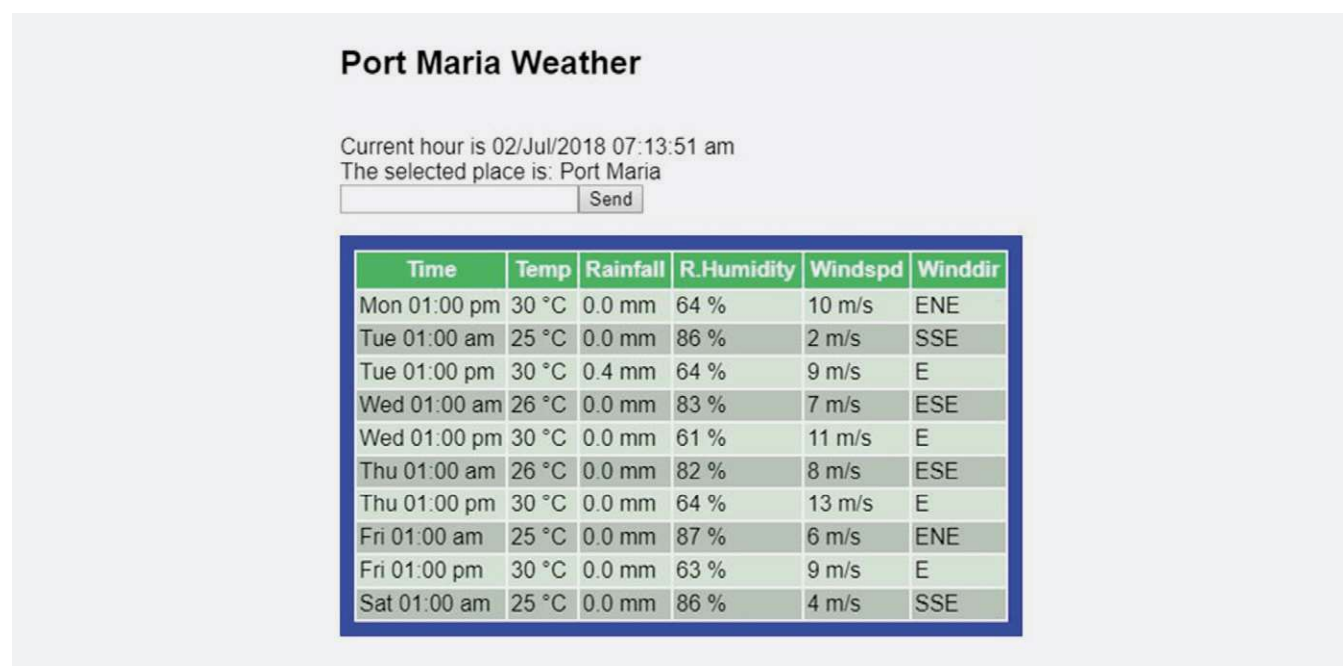 Port Maria Weather
Current hour is 02/Jul/2018 07:13:51 am
The selected place is: Port Maria
Send
Time Temp Rainfall R.Humidity Windspd Winddir
Mon 01:00 pm 30 °C 0.0 mm 64 % 10 m/s ENE
Tue 01:00 am 25 °C 0.0 mm 86 % 2 m/s SSE
Tue 01:00 pm 30 °C 0.4 mm 64 % 9 m/s E
Wed 01:00 am 26 °C 0.0 mm 83 % 7 m/s ESE
Wed 01:00 pm 30 °C 0.0 mm 61 % 11 m/s E
Thu 01:00 am 26 °C 0.0 mm 82 % 8 m/s ESE
Thu 01:00 pm 30 °C 0.0 mm 64 % 13 m/s E
Fri 01:00 am 25 °C 0.0 mm 87 % 6 m/s ENE
Fri 01:00 pm 30 °C 0.0 mm 63 % 9 m/s E
Sat 01:00 am 25 °C 0.0 mm 86 % 4 m/s SSE